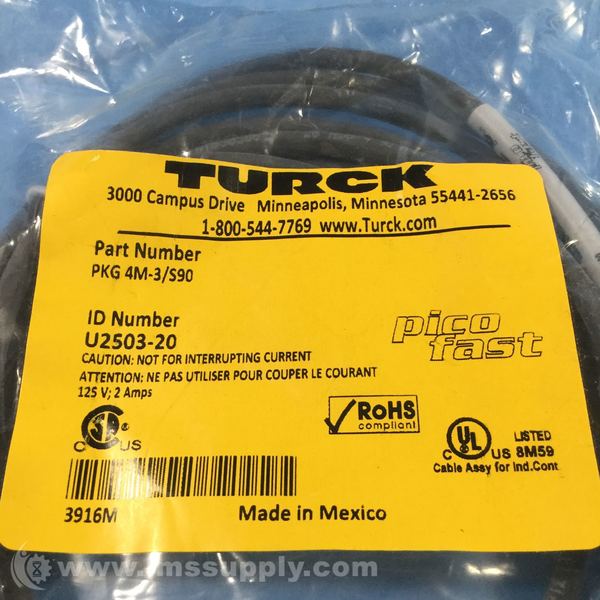 TURCK
3000 Campus Drive Minneapolis, Minnesota 55441-2656
1-800-544-7769 www.Turck.com
Part Number
PKG 4M-3/S90
ID Number
U2503-20
pico fast
CAUTION: NOT FOR INTERRUPTING CURRENT
ATTENTION: NE PAS UTILISER POUR COUPER LE COURANT
125 V; 2 Amps
C US
RoHS
compliant
UL
C US LISTED 8M59
Cable Assy for Ind.Cont
3916M
Made in Mexico
www.imssupply.com